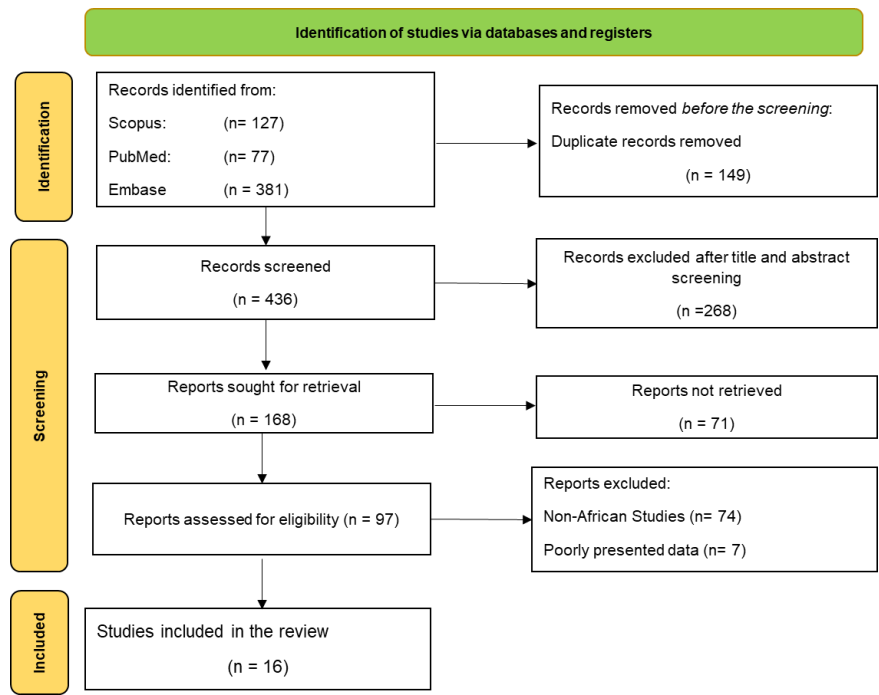 Identification of studies via databases and registers
Identification
Records identified from:
Scopus: (n= 127)
PubMed: (n= 77)
Embase (n = 381)
Records removed before the screening:
Duplicate records removed
(n = 149)
Screening
Records screened
(n = 436)
Records excluded after title and abstract
screening
(n =268)
Reports sought for retrieval
(n = 168)
Reports not retrieved
(n = 71)
Reports assessed for eligibility (n = 97)
Reports excluded:
Non-African Studies (n= 74)
Poorly presented data (n= 7)
Included
Studies included in the review
(n = 16)